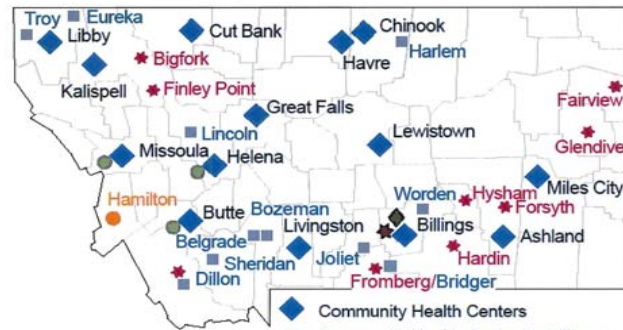 Troy
Eureka
Cut Bank
Chinook
Libby
Bigfork
Havre
Harlem
Kalispell
Finley Point
Great Falls
Fairview
Lincoln
Lewistown
Glendive
Missoula
Helena
Miles City
Hamilton
Butte
Bozeman
Worden
Hysham
Forsyth
Belgrade
Livingston
Billings
Ashland
Sheridan
Joliet
Hardin
Dillon
Fromberg/Bridger
Community Health Centers